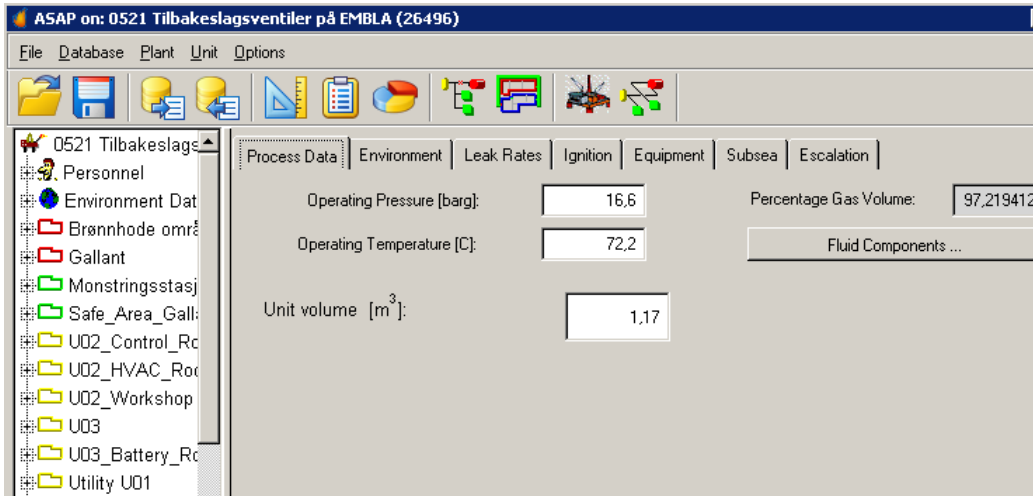 ASAP on: 0521 Tilbakeslagsventiler på EMBLA (26496)
File Database Plant Unit Options
0521 Tilbakeslags
Personnel
Environment Dat
Brønnhode områ
Gallant
Monstringsstasj
Safe_Area_Gall
U02_Control_Ro
U02_HVAC_Roo
U02_Workshop
U03
U03_Battery_Ro
Utility U01
Process Data Environment Leak Rates Ignition Equipment Subsea Escalation
Operating Pressure [barg]: 16,6 Percentage Gas Volume: 97,219412
Operating Temperature [C]: 72,2 Fluid Components ...
Unit volume [m³]: 1,17